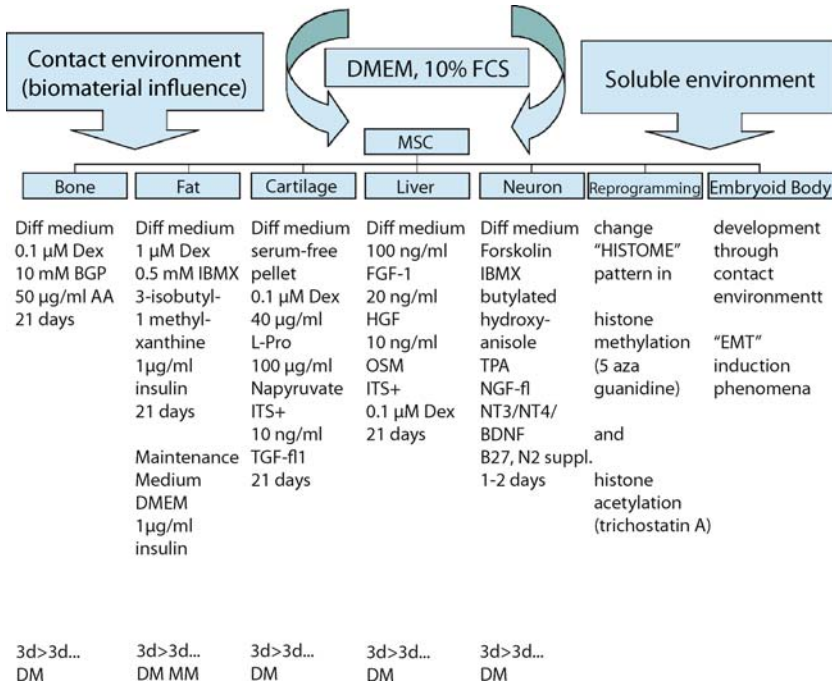 Contact environment
(biomaterial influence)
DMEM, 10% FCS
Soluble environment
MSC
Bone
Diff medium
0.1 µM Dex
10 mM BGP
50 µg/ml AA
21 days
3d>3d...
DM
Fat
Diff medium
1 µM Dex
0.5 mM IBMX
3-isobutyl-
1 methyl-
xanthine
1µg/ml
insulin
21 days
Maintenance
Medium
DMEM
1µg/ml
insulin
3d>3d...
DM MM
Cartilage
Diff medium
serum-free
pellet
0.1 µM Dex
40 µg/ml
L-Pro
100 µg/ml
Napyruvate
ITS+
10 ng/ml
TGF-fl1
21 days
3d>3d...
DM
Liver
Diff medium
100 ng/ml
FGF-1
20 ng/ml
HGF
10 ng/ml
OSM
ITS+
0.1 µM Dex
21 days
3d>3d...
DM
Neuron
Diff medium
Forskolin
IBMX
butylated
hydroxy-
anisole
TPA
NGF-fl
NT3/NT4/
BDNF
B27, N2 suppl.
1-2 days
3d>3d...
DM
Reprogramming
change
“HISTOME”
pattern in
histone
methylation
(5 aza
guanidine)
and
histone
acetylation
(trichostatin A)
Embryoid Body
development
through
contact
environmentt
“EMT”
induction
phenomena